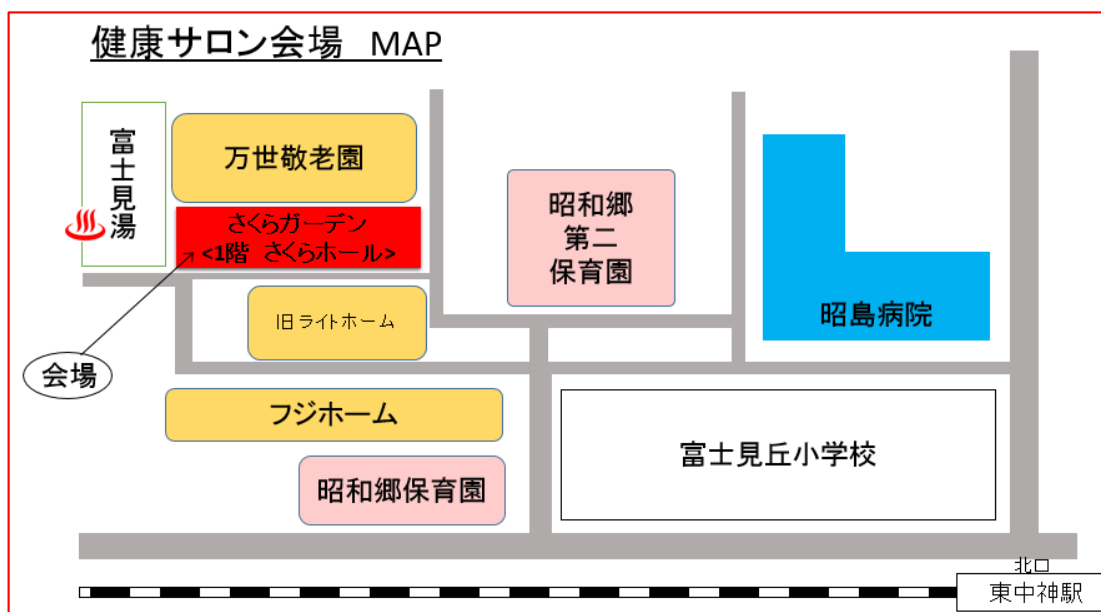 健康サロン会場 MAP
富士見湯
万世敬老園
さくらガーデン
<1階 さくらホール>
昭和郷
第二
保育園
昭島病院
旧ライトホーム
会場
フジホーム
富士見丘小学校
昭和郷保育園
北口
東中神駅